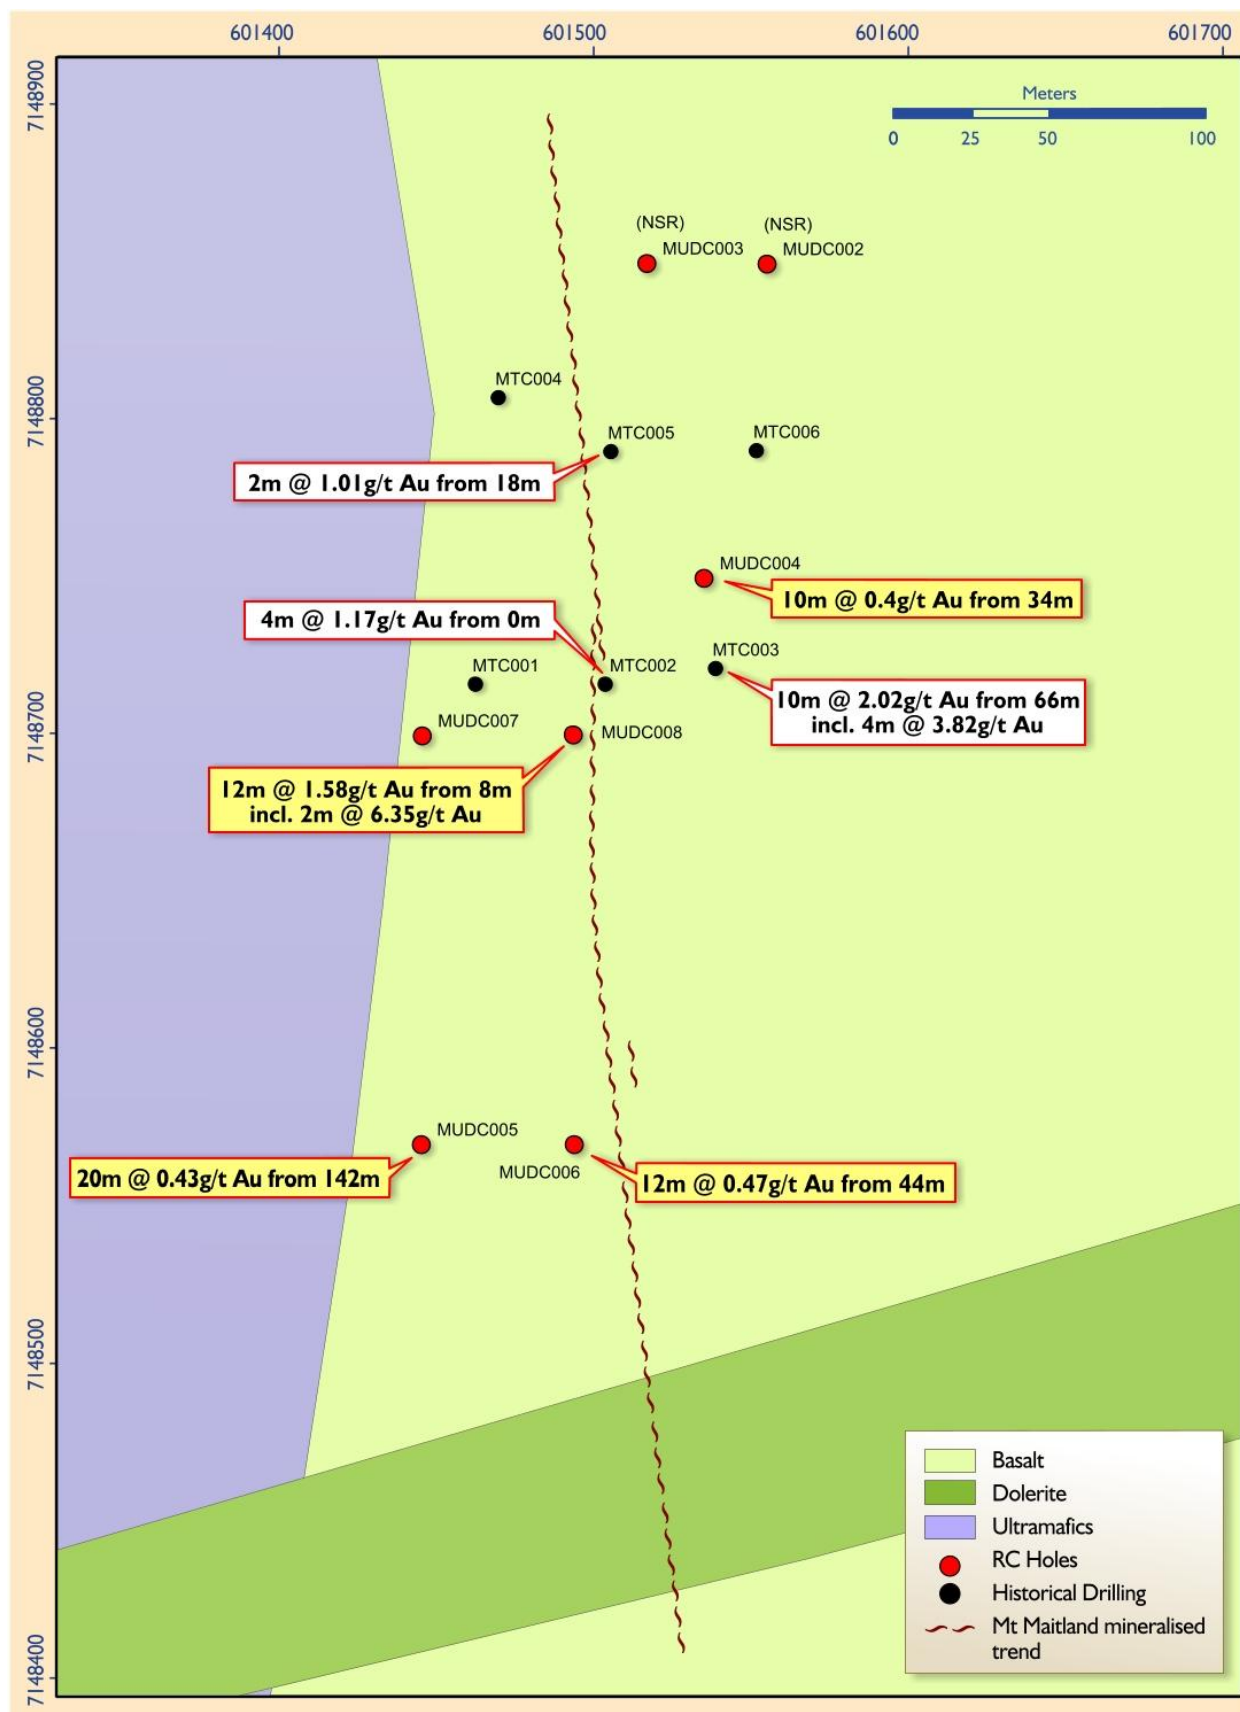 601400 601500 601600 601700
7148900
Meters
0 25 50 100
(NSR) (NSR)
MUDC003 MUDC002
MTC004
7148800
MTC005 MTC006
2m @ 1.01g/t Au from 18m
MUDC004
10m @ 0.4g/t Au from 34m
4m @ 1.17g/t Au from 0m
MTC001 MTC002 MTC003
10m @ 2.02g/t Au from 66m
incl. 4m @ 3.82g/t Au
7148700
MUDC007 MUDC008
12m @ 1.58g/t Au from 8m
incl. 2m @ 6.35g/t Au
7148600
MUDC005
MUDC006
20m @ 0.43g/t Au from 142m
12m @ 0.47g/t Au from 44m
7148500
Basalt
Dolerite
Ultramafics
RC Holes
Historical Drilling
Mt Maitland mineralised
trend
7148400